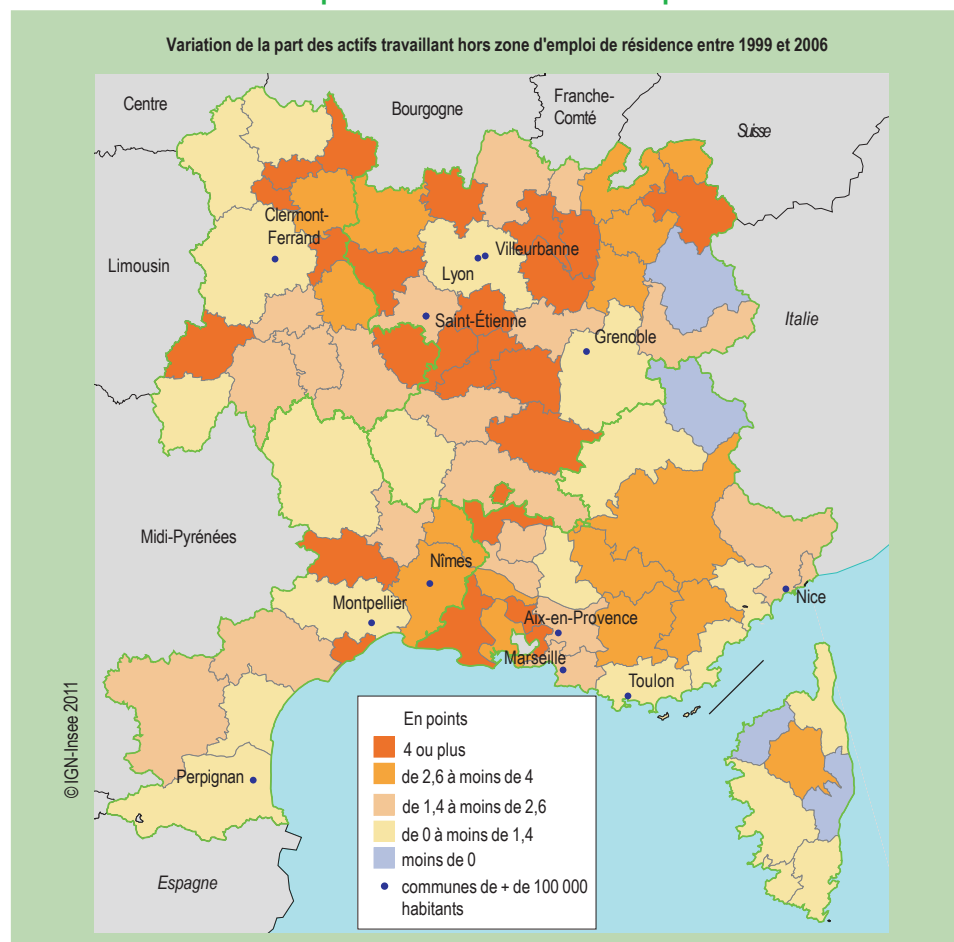 Variation de la part des actifs travaillant hors zone d'emploi de résidence entre 1999 et 2006
Centre
Bourgogne
Franche-
Comté
Suisse
Clermont-
Ferrand
Villeurbanne
Lyon
Limousin
Saint-Étienne
Italie
Grenoble
Midi-Pyrénées
Nîmes
Montpellier
Nice
Aix-en-Provence
Marseille
Toulon
Perpignan
Espagne
© IGN-Insee 2011
En points
4 ou plus
de 2,6 à moins de 4
de 1,4 à moins de 2,6
de 0 à moins de 1,4
moins de 0
communes de + de 100 000
habitants